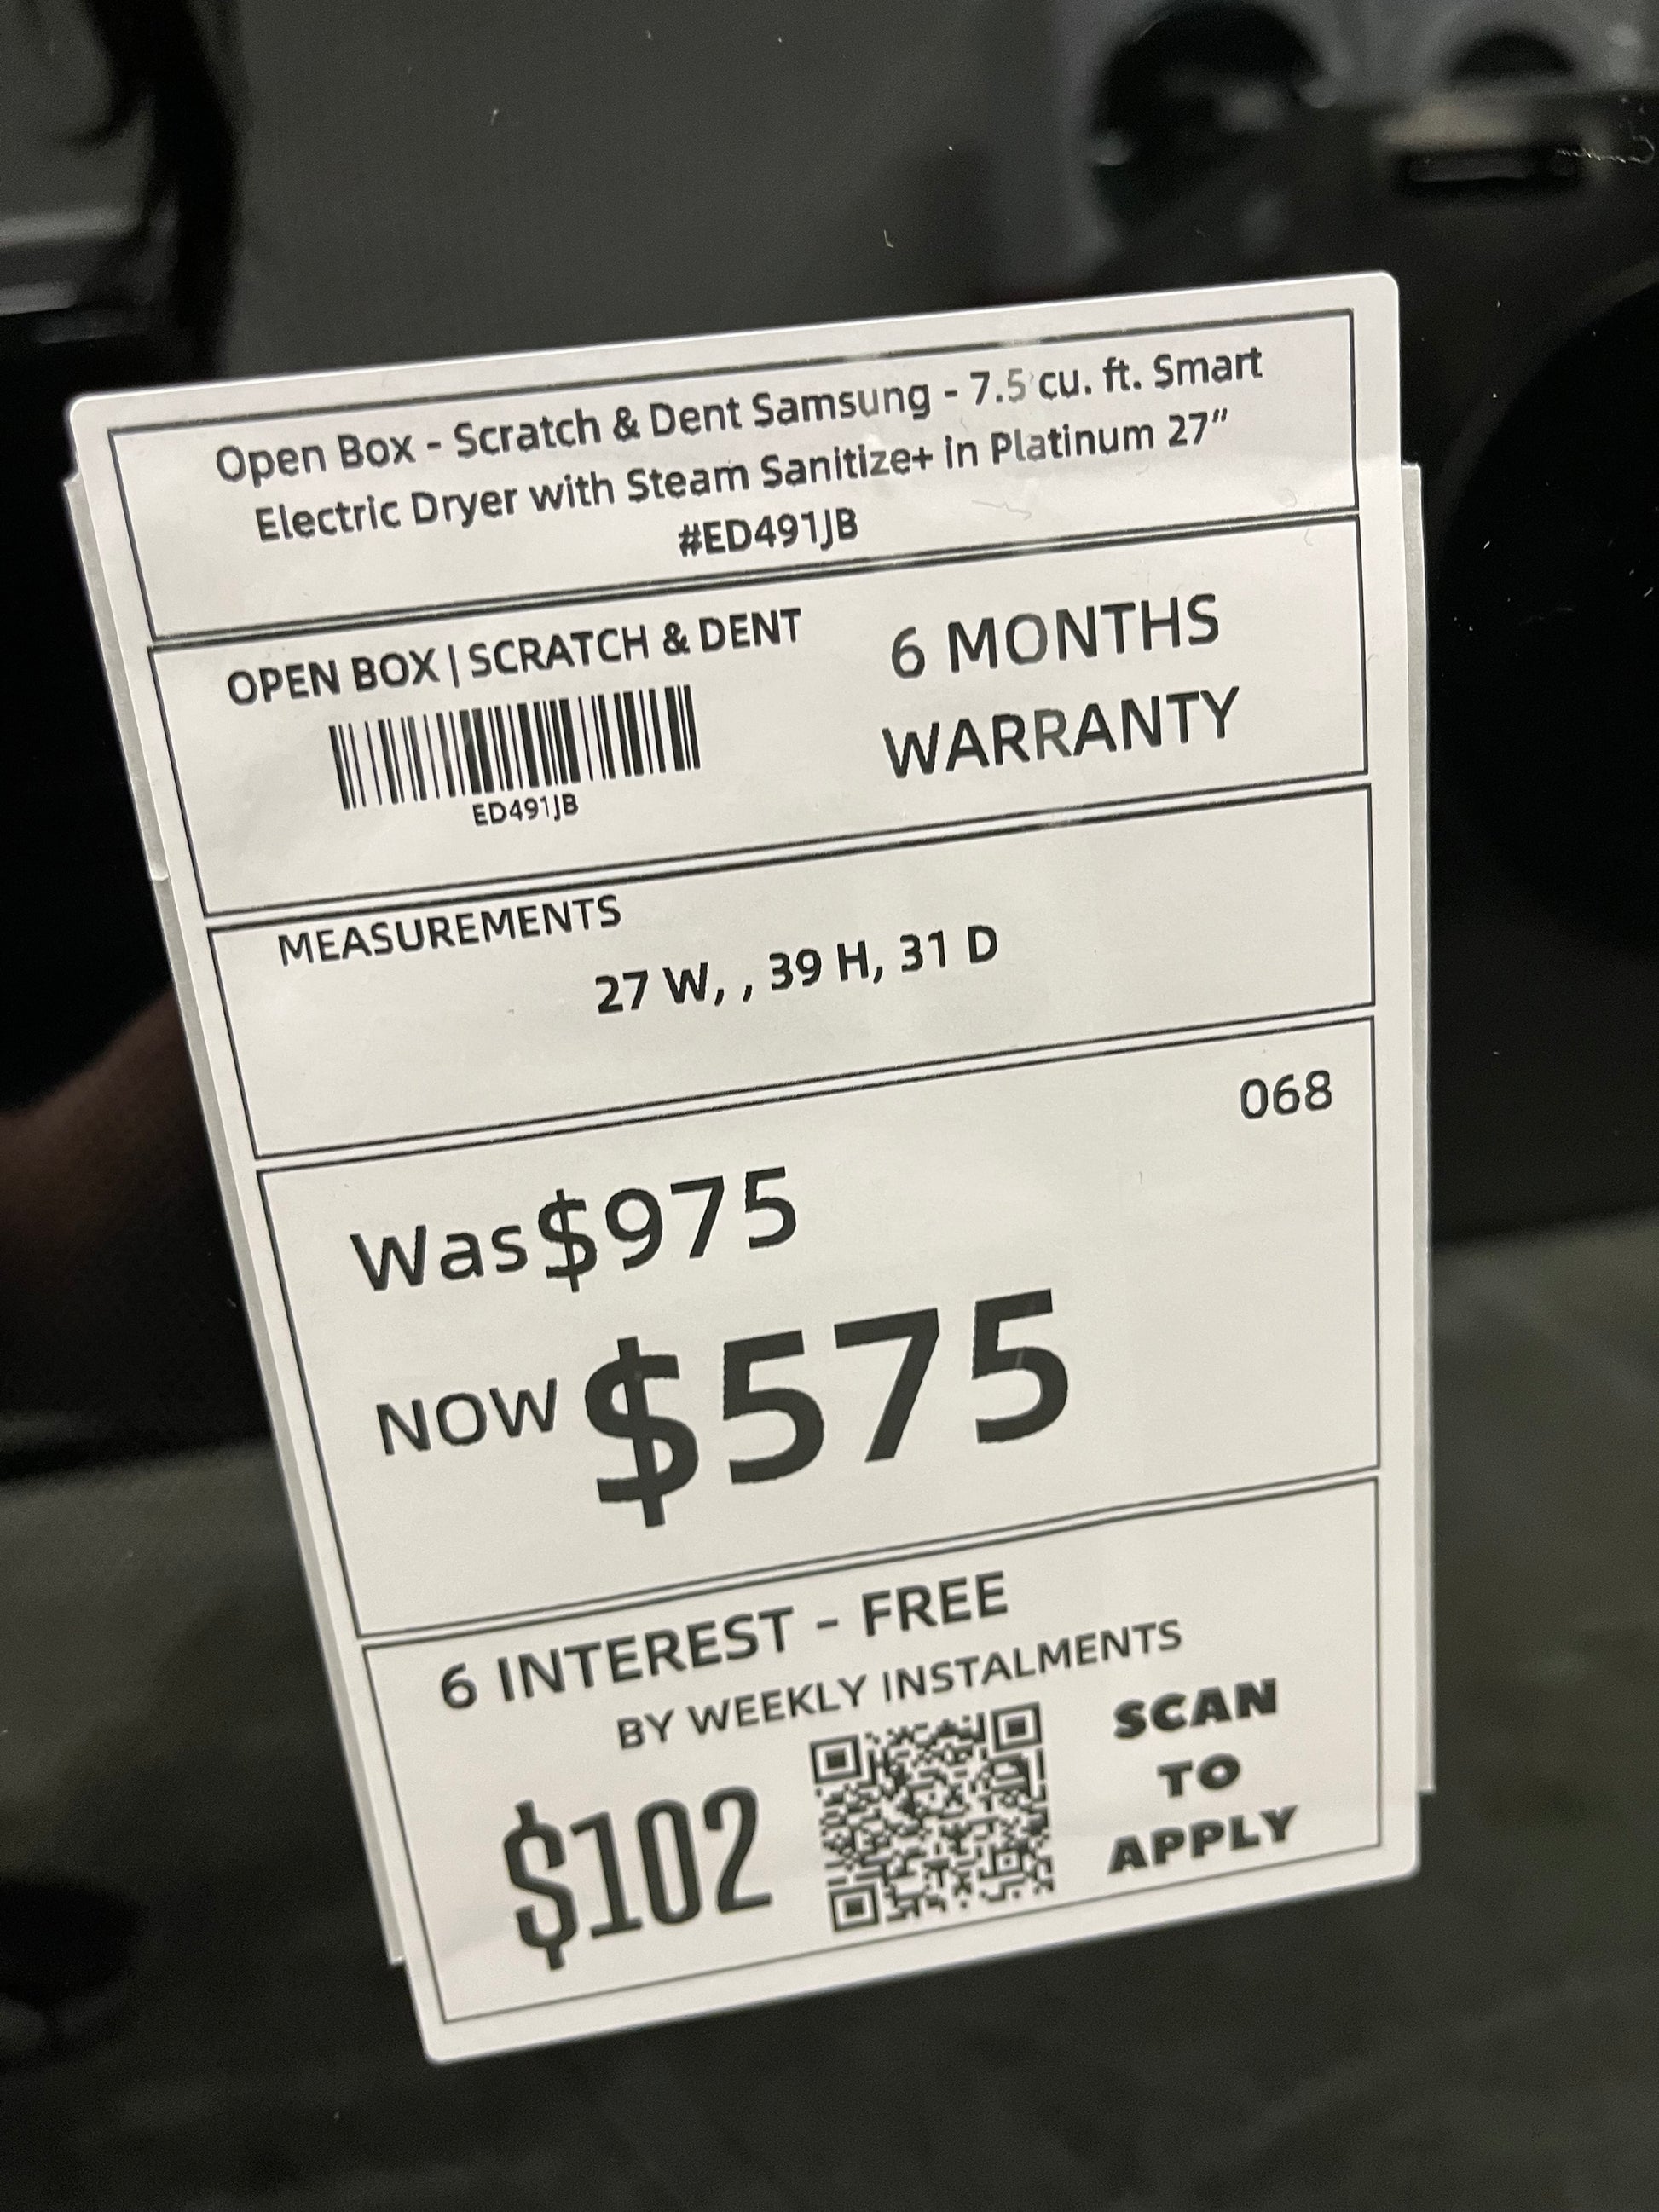 Open Box - Scratch & Dent Samsung - 7.5 cu. ft. Smart
Electric Dryer with Steam Sanitize+ in Platinum 27”
#ED491JB
OPEN BOX | SCRATCH & DENT
ED491JB
6 MONTHS
WARRANTY
MEASUREMENTS
27 W, , 39 H, 31 D
068
Was $975
NOW $575
6 INTEREST - FREE
BY WEEKLY INSTALMENTS
$102
SCAN
TO
APPLY